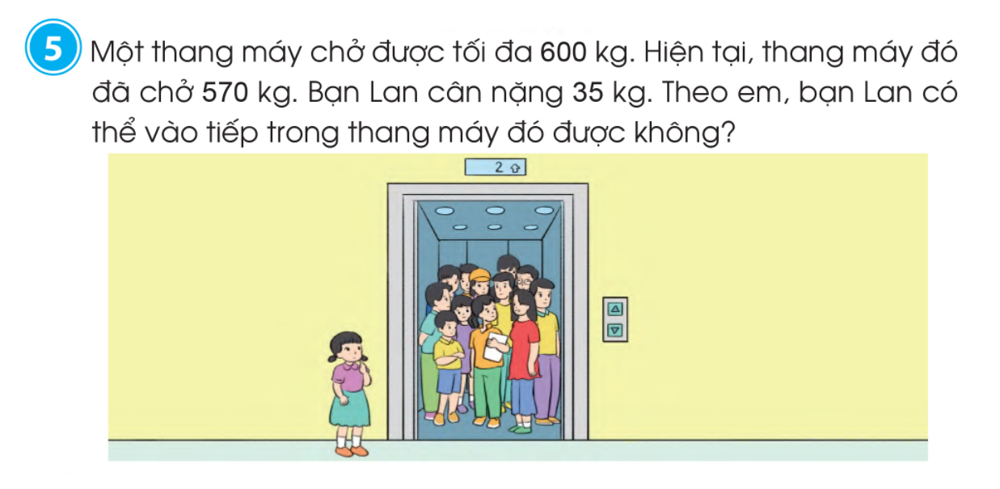 5 Một thang máy chở được tối đa 600 kg. Hiện tại, thang máy đó
đã chở 570 kg. Bạn Lan cân nặng 35 kg. Theo em, bạn Lan có
thể vào tiếp trong thang máy đó được không?
2 ⇧